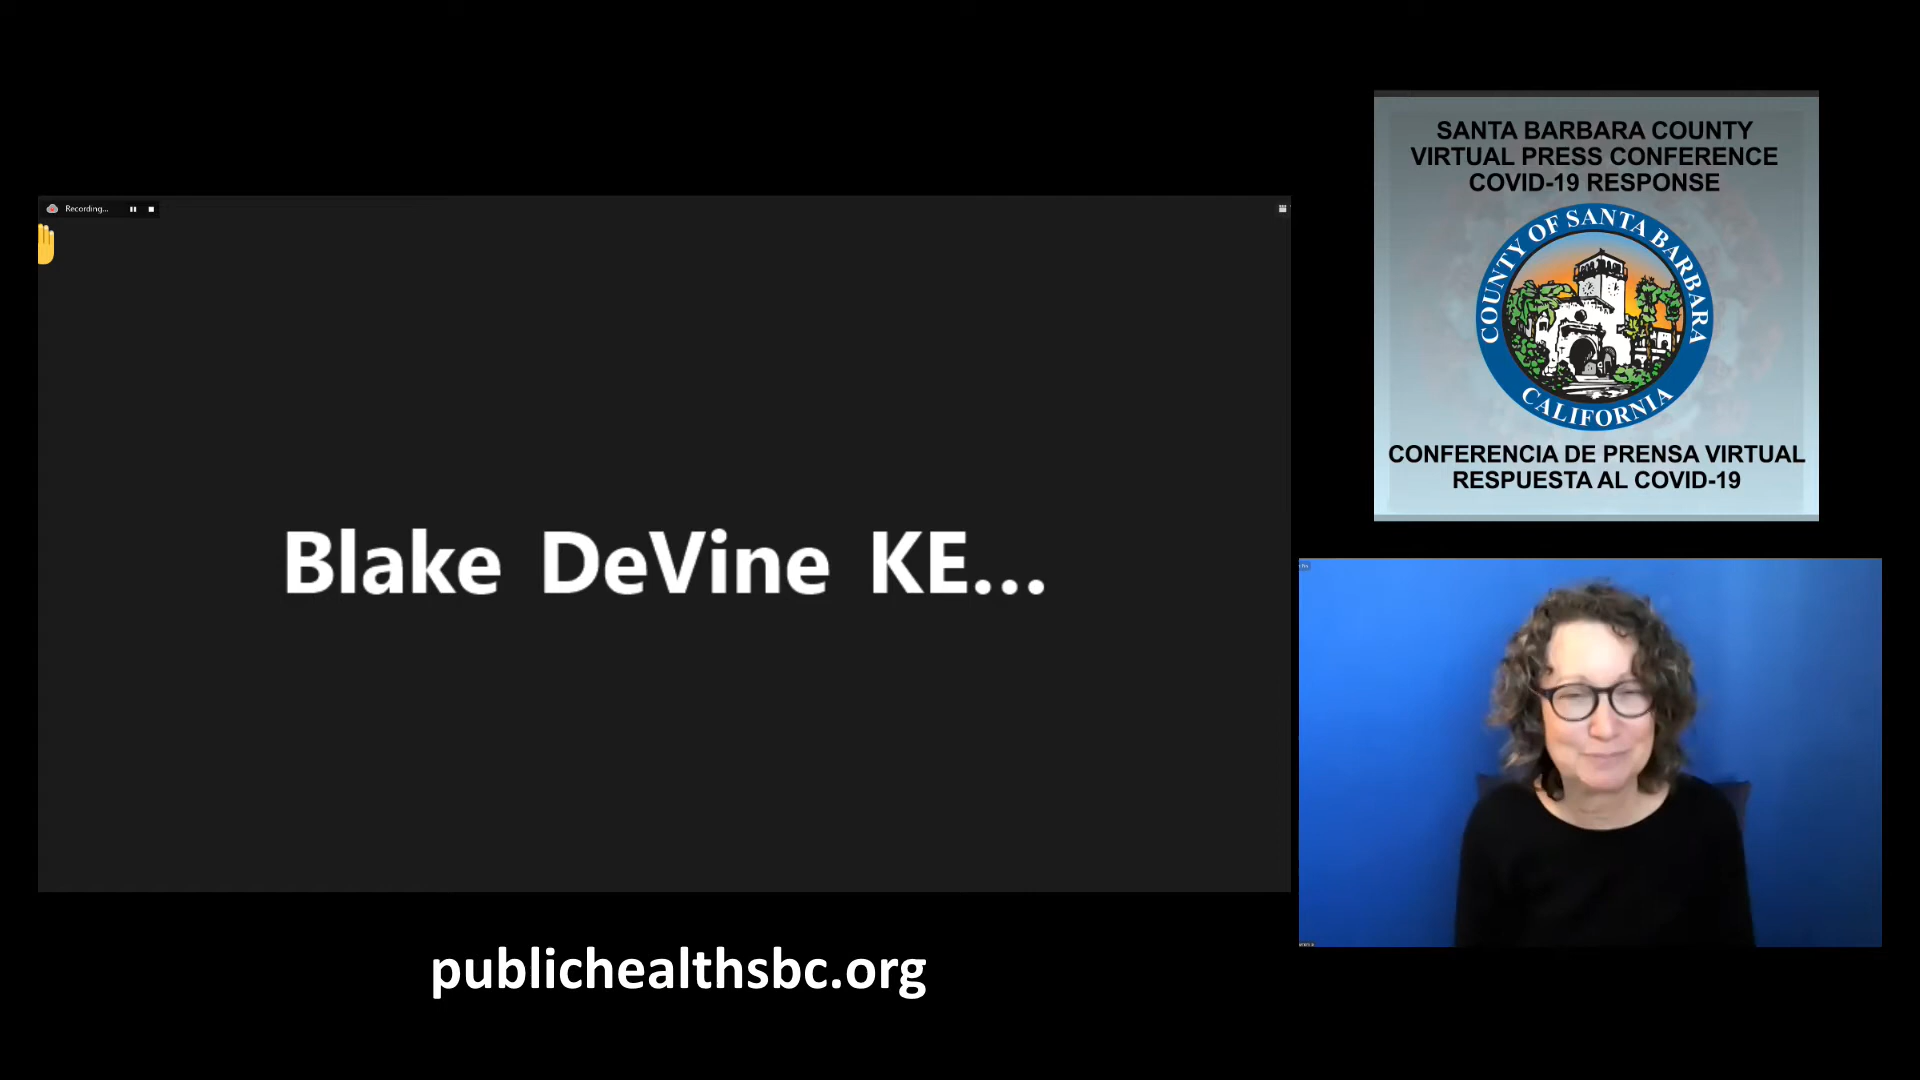 Recording...
Blake DeVine KE...
publichealthsbc.org
SANTA BARBARA COUNTY
VIRTUAL PRESS CONFERENCE
COVID-19 RESPONSE
COUNTY OF SANTA BARBARA
CALIFORNIA
CONFERENCIA DE PRENSA VIRTUAL
RESPUESTA AL COVID-19